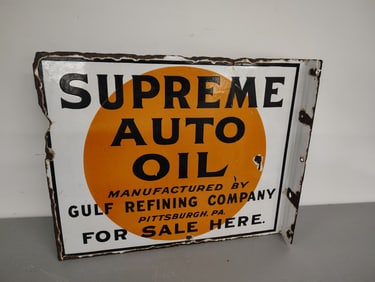 SUPREME
AUTO
OIL
MANUFACTURED BY
GULF REFINING COMPANY
PITTSBURGH, PA.
FOR SALE HERE.